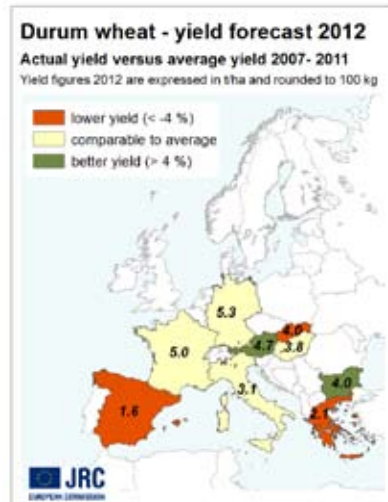 Durum wheat - yield forecast 2012
Actual yield versus average yield 2007- 2011
Yield figures 2012 are expressed in t/ha and rounded to 100 kg
lower yield (< -4 %)
comparable to average
better yield (> 4 %)
5.3
4.0
4.7
3.8
5.0
3.1
4.0
1.6
2.1
JRC
EUROPEAN COMMISSION